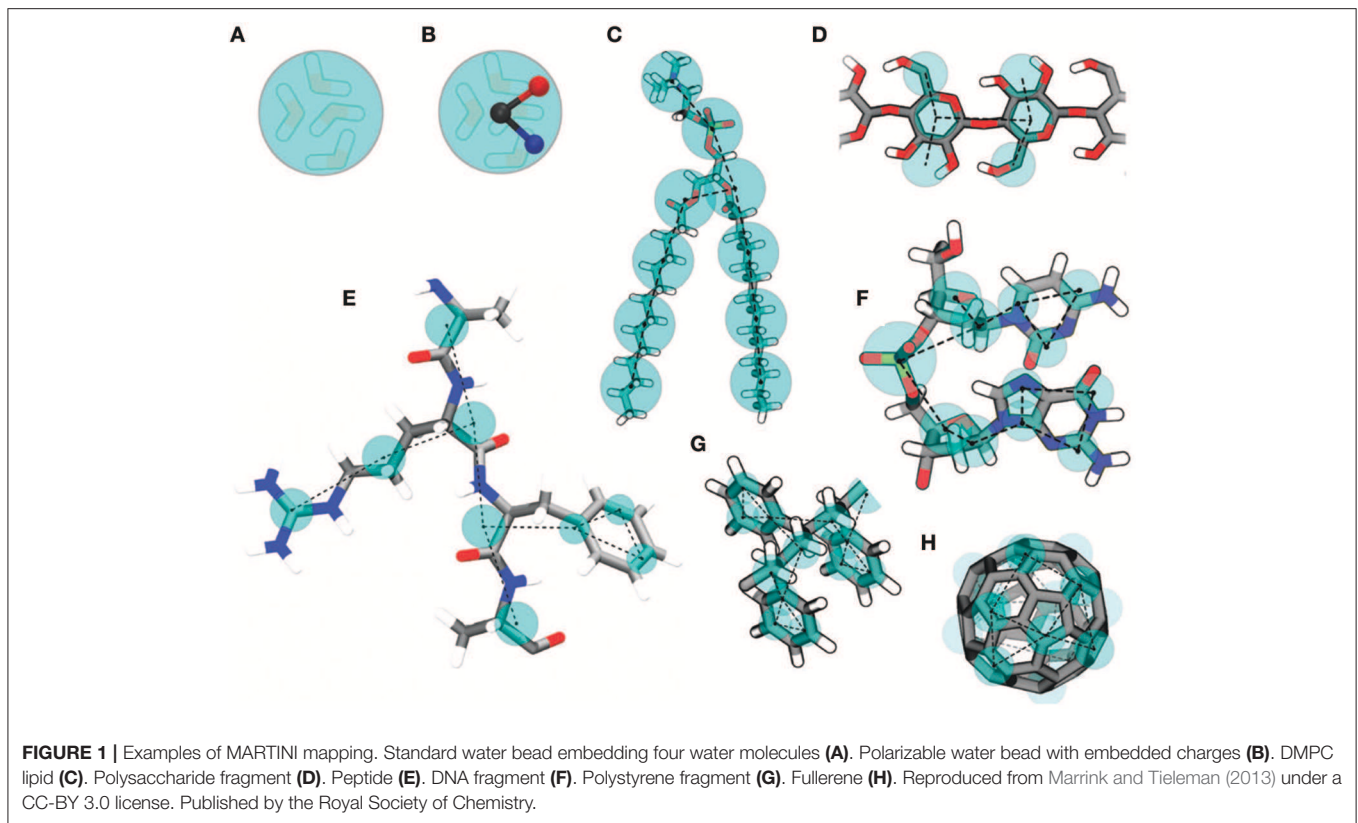 A
B
C
D
E
F
G
H
FIGURE 1 | Examples of MARTINI mapping. Standard water bead embedding four water molecules (A). Polarizable water bead with embedded charges (B). DMPC
lipid (C). Polysaccharide fragment (D). Peptide (E). DNA fragment (F). Polystyrene fragment (G). Fullerene (H). Reproduced from Marrink and Tieleman (2013) under a
CC-BY 3.0 license. Published by the Royal Society of Chemistry.